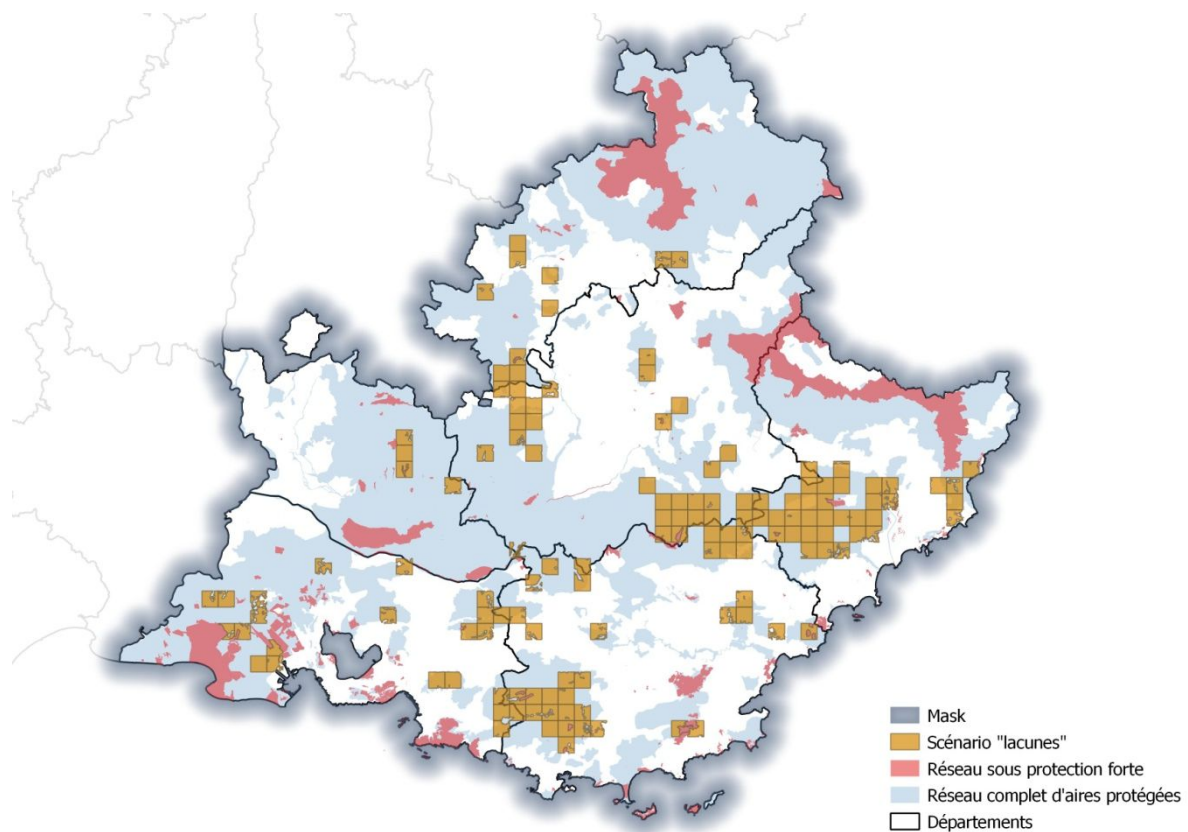 Mask
Scénario "lacunes"
Réseau sous protection forte
Réseau complet d'aires protégées
Départements